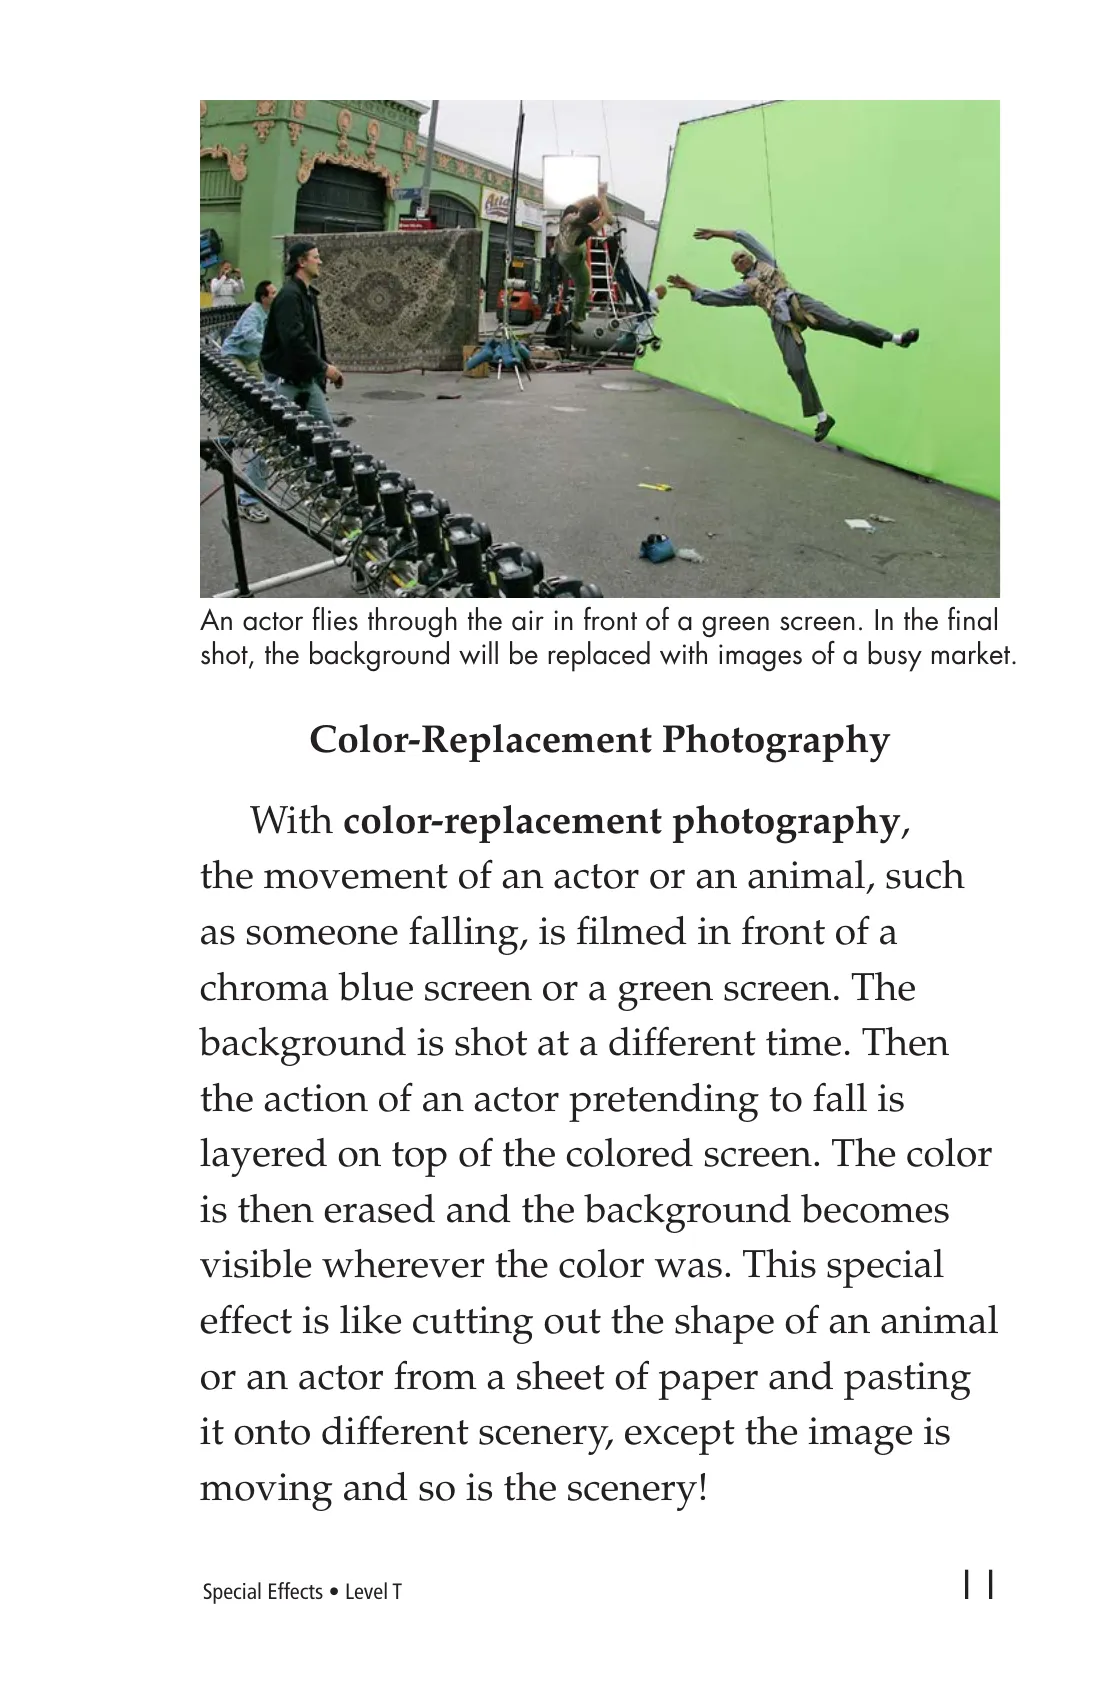 Atlas
An actor flies through the air in front of a green screen. In the final
shot, the background will be replaced with images of a busy market.
Color-Replacement Photography
With color-replacement photography,
the movement of an actor or an animal, such
as someone falling, is filmed in front of a
chroma blue screen or a green screen. The
background is shot at a different time. Then
the action of an actor pretending to fall is
layered on top of the colored screen. The color
is then erased and the background becomes
visible wherever the color was. This special
effect is like cutting out the shape of an animal
or an actor from a sheet of paper and pasting
it onto different scenery, except the image is
moving and so is the scenery!
Special Effects • Level T
11